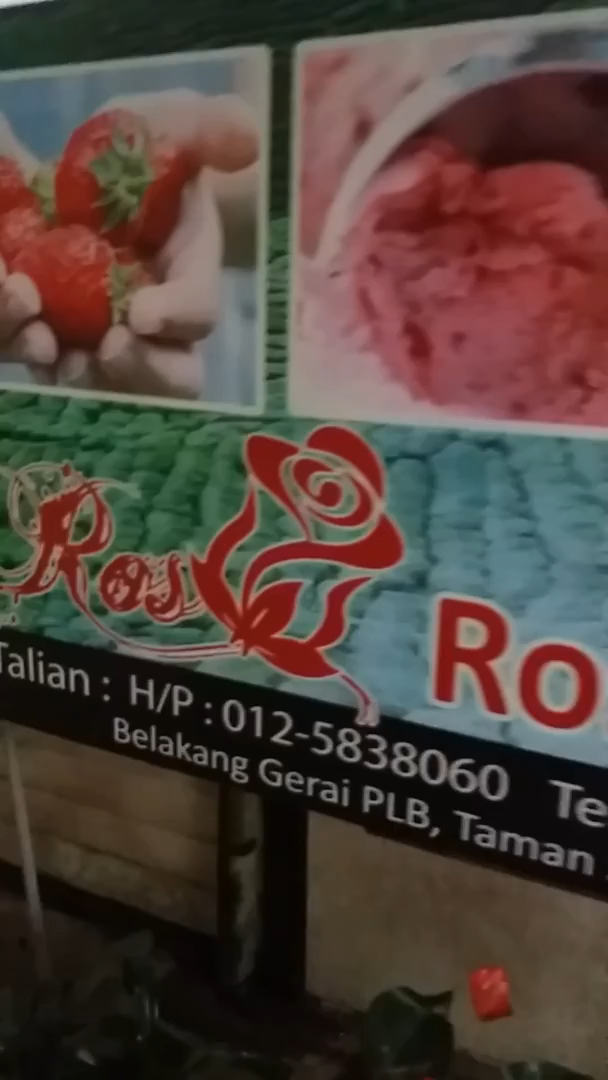 Ros Ro
Talian : H/P : 012-5838060 Te
Belakang Gerai PLB, Taman